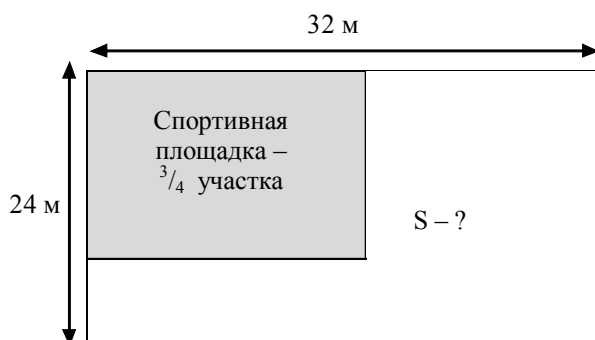 32 м
Спортивная
площадка –
3/4 участка
24 м
S – ?